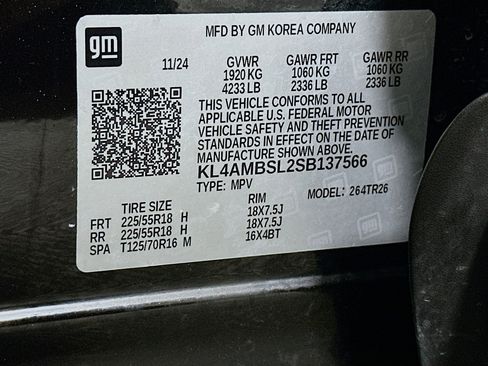 gm
MFD BY GM KOREA COMPANY
11/24 GVWR GAWR FRT GAWR RR
1920 KG 1060 KG 1060 KG
4233 LB 2336 LB 2336 LB
THIS VEHICLE CONFORMS TO ALL
APPLICABLE U.S. FEDERAL MOTOR
VEHICLE SAFETY AND THEFT PREVENTION
STANDARDS IN EFFECT ON THE DATE OF
MANUFACTURE SHOWN ABOVE.
KL4AMBSL2SB137566
TYPE: MPV MODEL: 264TR26
TIRE SIZE RIM
FRT 225/55R18 H 18X7.5J
RR 225/55R18 H 18X7.5J
SPA T125/70R16 M 16X4BT